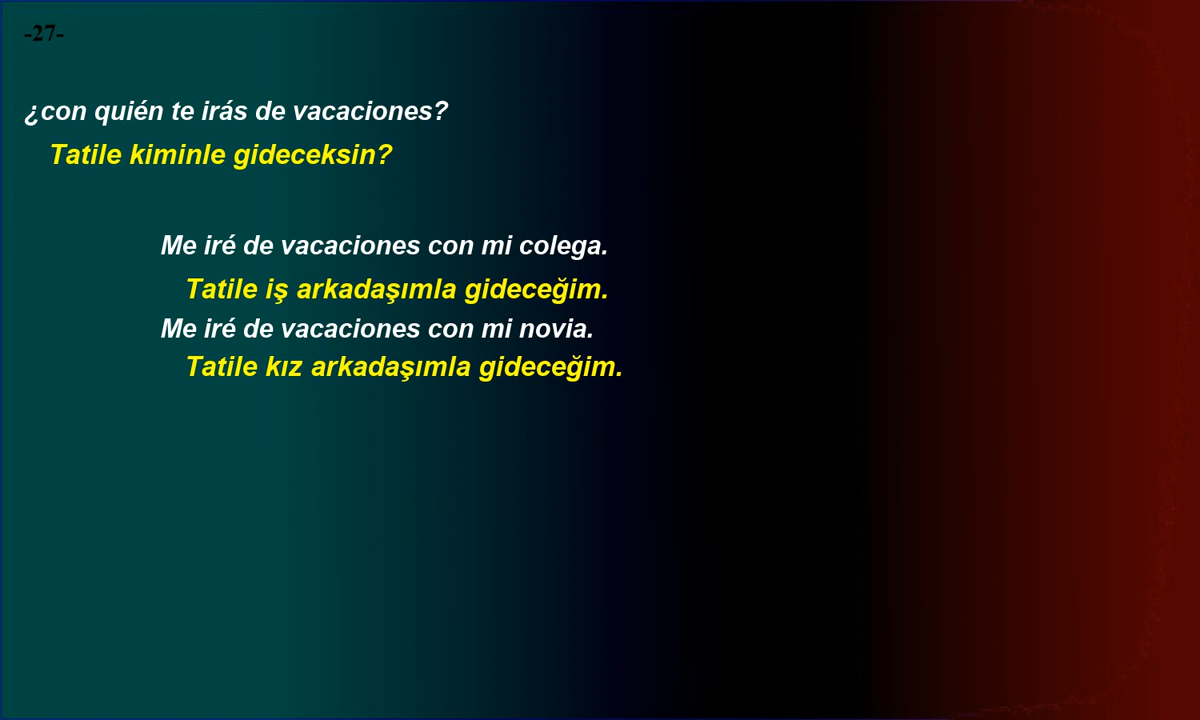 -27-
¿con quién te irás de vacaciones?
Tatile kiminle gideceksin?
Me iré de vacaciones con mi colega.
Tatile iş arkadaşımla gideceğim.
Me iré de vacaciones con mi novia.
Tatile kız arkadaşımla gideceğim.